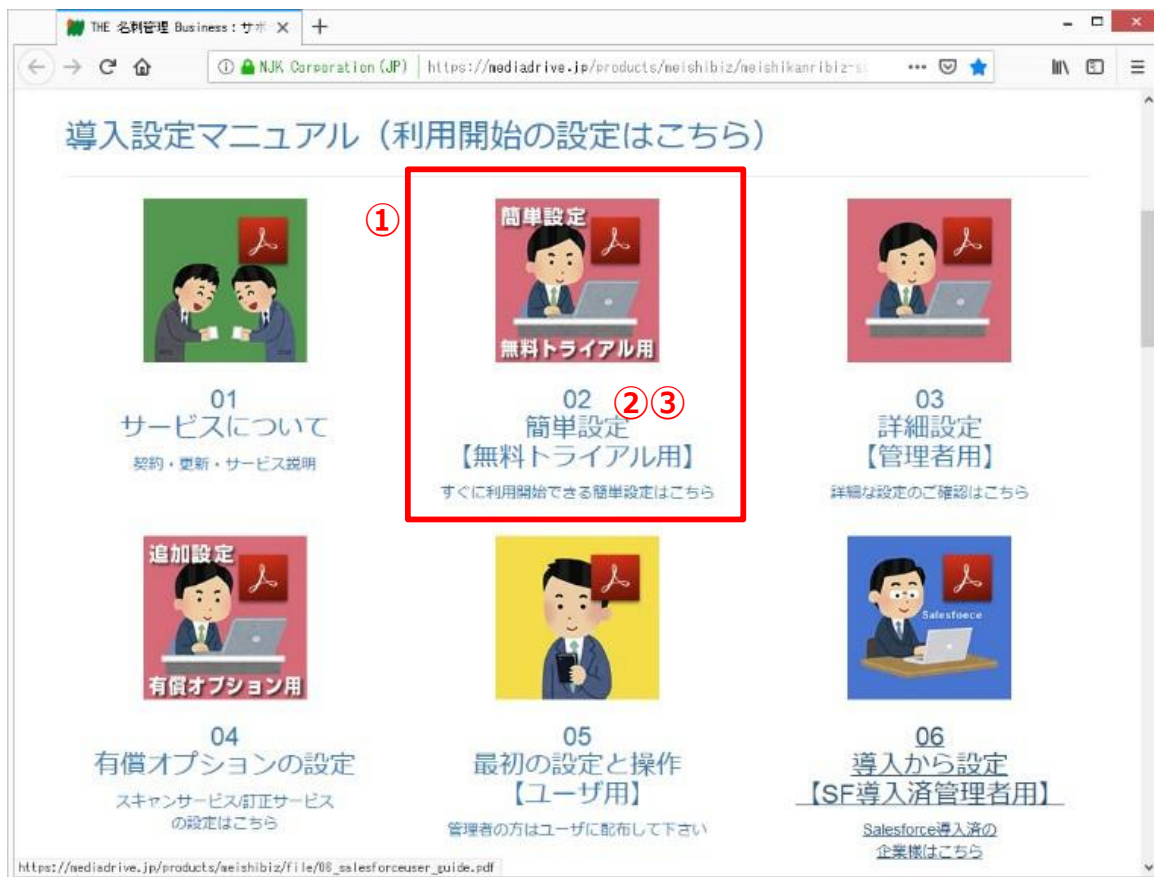 THE 名刺管理 Business : サポ
NJK Corporation (JP)
https://mediadrive.jp/products/meishibiz/meishikanribiz-s
導入設定マニュアル（利用開始の設定はこちら）
①
簡単設定
無料トライアル用
01
サービスについて
契約・更新・サービス説明
02
②③
簡単設定
【無料トライアル用】
すぐに利用開始できる簡単設定はこちら
03
詳細設定
【管理者用】
詳細な設定のご確認はこちら
追加設定
有償オプション用
Salesfoece
04
有償オプションの設定
スキャンサービス/訂正サービス
の設定はこちら
05
最初の設定と操作
【ユーザ用】
管理者の方はユーザに配布して下さい
06
導入から設定
【SF導入済管理者用】
Salesforce導入済の
企業様はこちら
https://mediadrive.jp/products/meishibiz/file/06_salesforceuser_guide.pdf